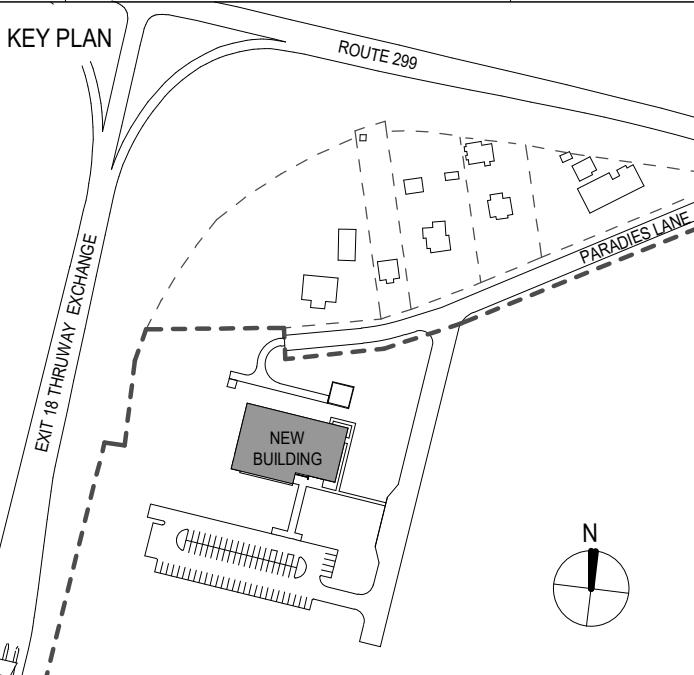 KEY PLAN
ROUTE 299
PARADIES LANE
EXIT 18 THRUWAY EXCHANGE
NEW
BUILDING
N